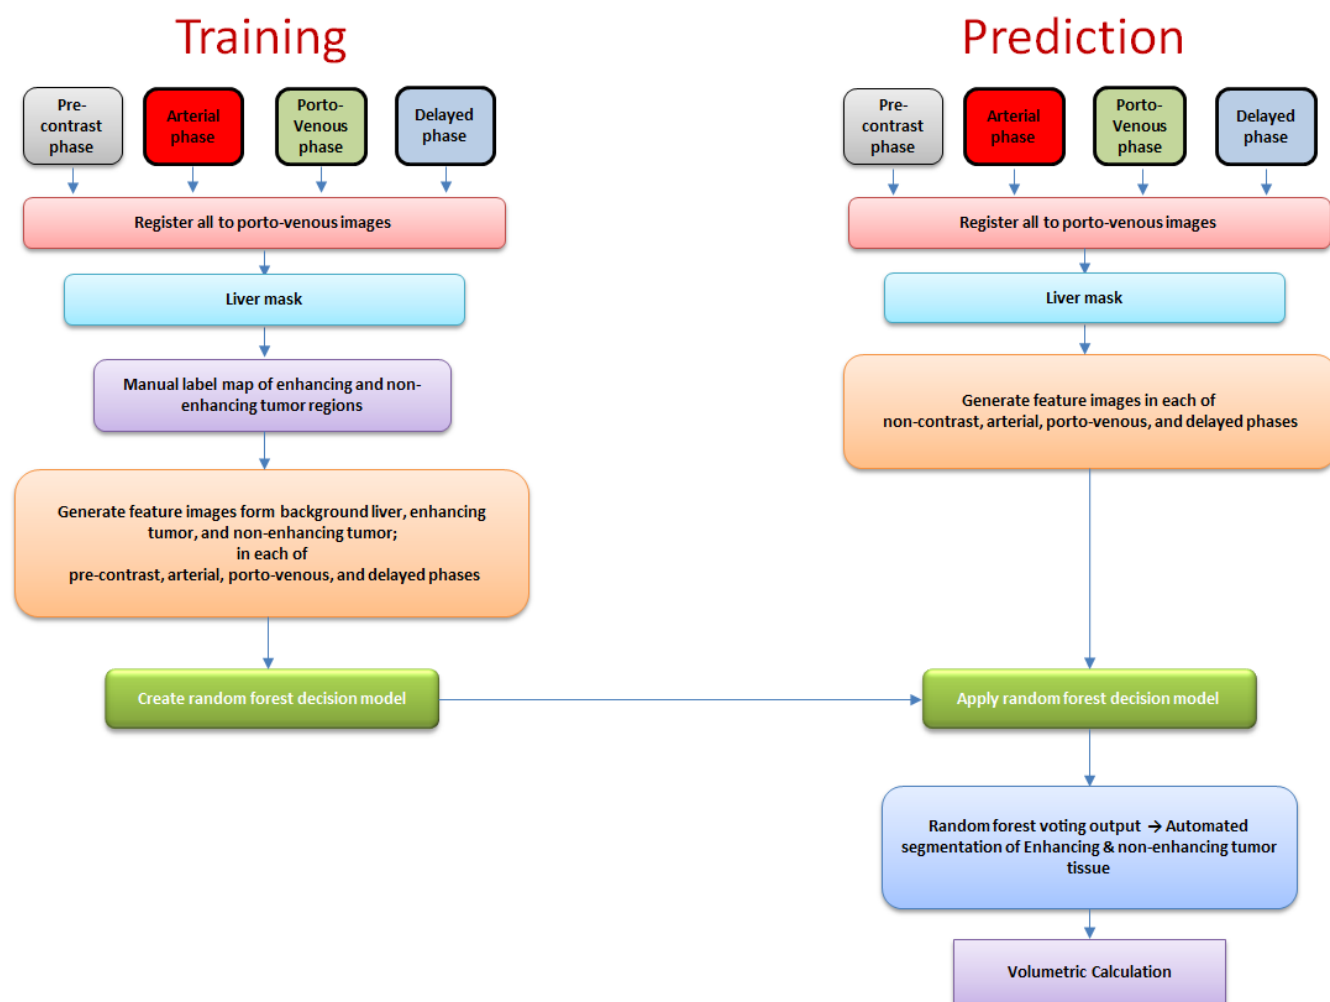 Training
Pre-
contrast
phase
Arterial
phase
Porto-
Venous
phase
Delayed
phase
Register all to porto-venous images
Liver mask
Manual label map of enhancing and non-
enhancing tumor regions
Generate feature images form background liver, enhancing
tumor, and non-enhancing tumor;
in each of
pre-contrast, arterial, porto-venous, and delayed phases
Create random forest decision model
Prediction
Pre-
contrast
phase
Arterial
phase
Porto-
Venous
phase
Delayed
phase
Register all to porto-venous images
Liver mask
Generate feature images in each of
non-contrast, arterial, porto-venous, and delayed phases
Apply random forest decision model
Random forest voting output → Automated
segmentation of Enhancing & non-enhancing tumor
tissue
Volumetric Calculation